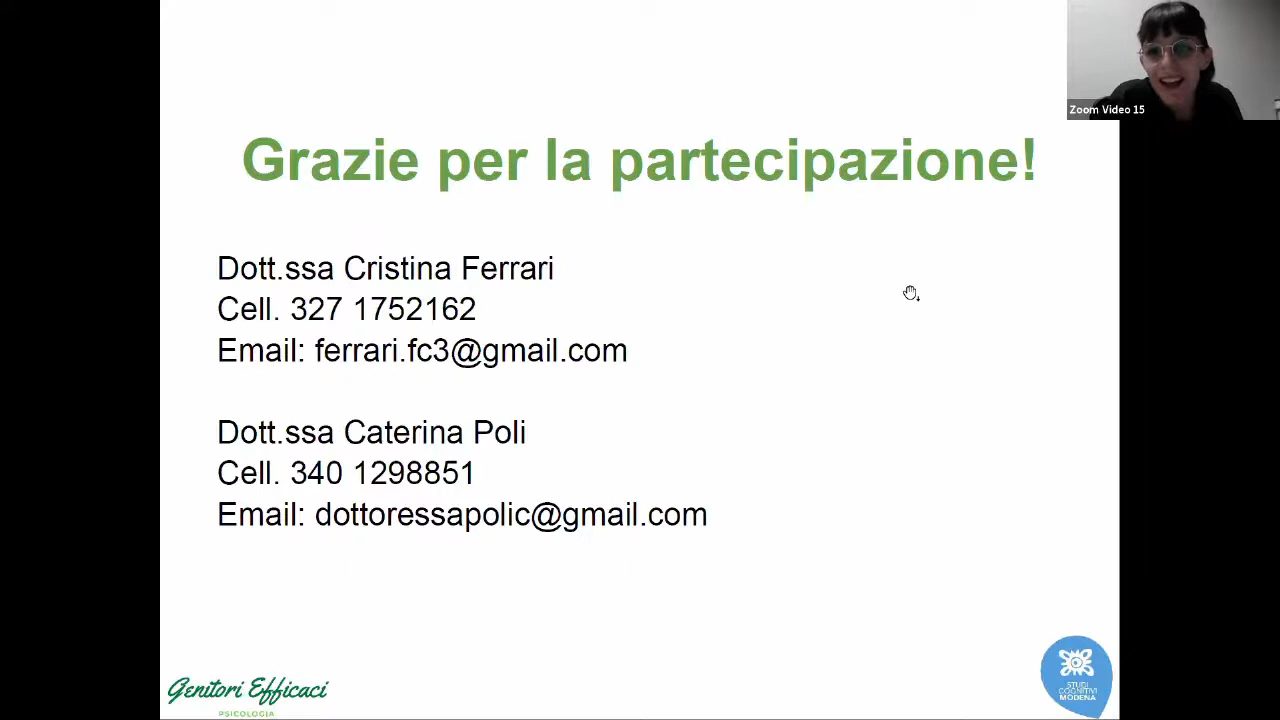 Zoom Video 15
Grazie per la partecipazione!
Dott.ssa Cristina Ferrari
Cell. 327 1752162
Email: ferrari.fc3@gmail.com
Dott.ssa Caterina Poli
Cell. 340 1298851
Email: dottoressapolic@gmail.com
Genitori Efficaci
PSICOLOGIA
STUDI
COGNITIVI
MODENA